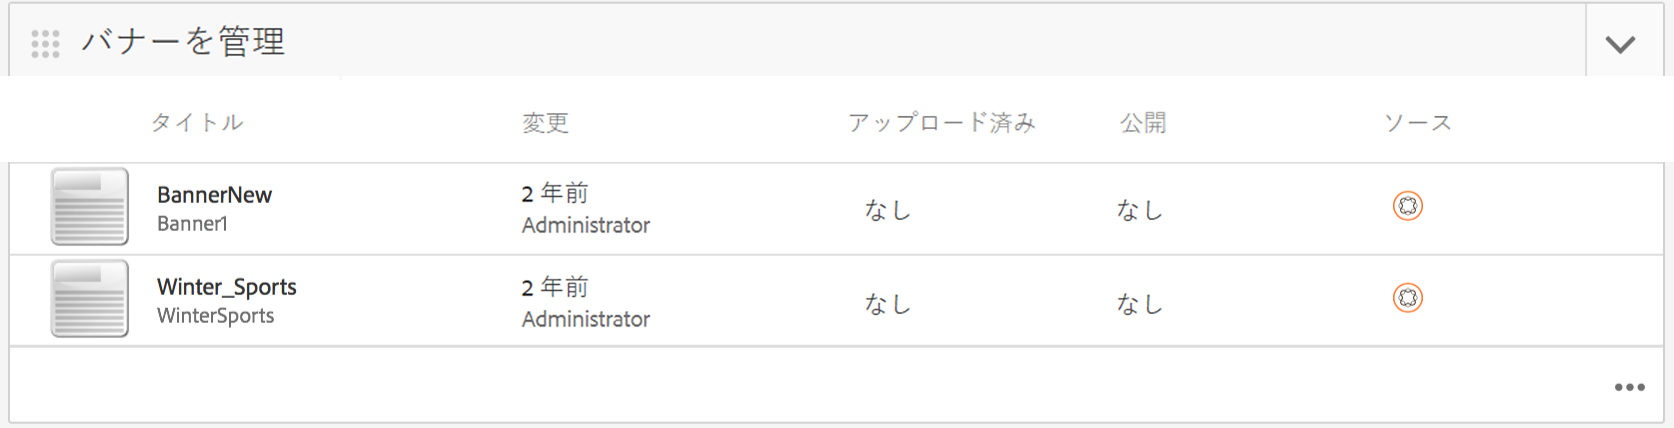 バナーを管理
タイトル 変更 アップロード済み 公開 ソース
BannerNew 2 年前 なし なし
Banner1 Administrator
Winter_Sports 2 年前 なし なし
WinterSports Administrator